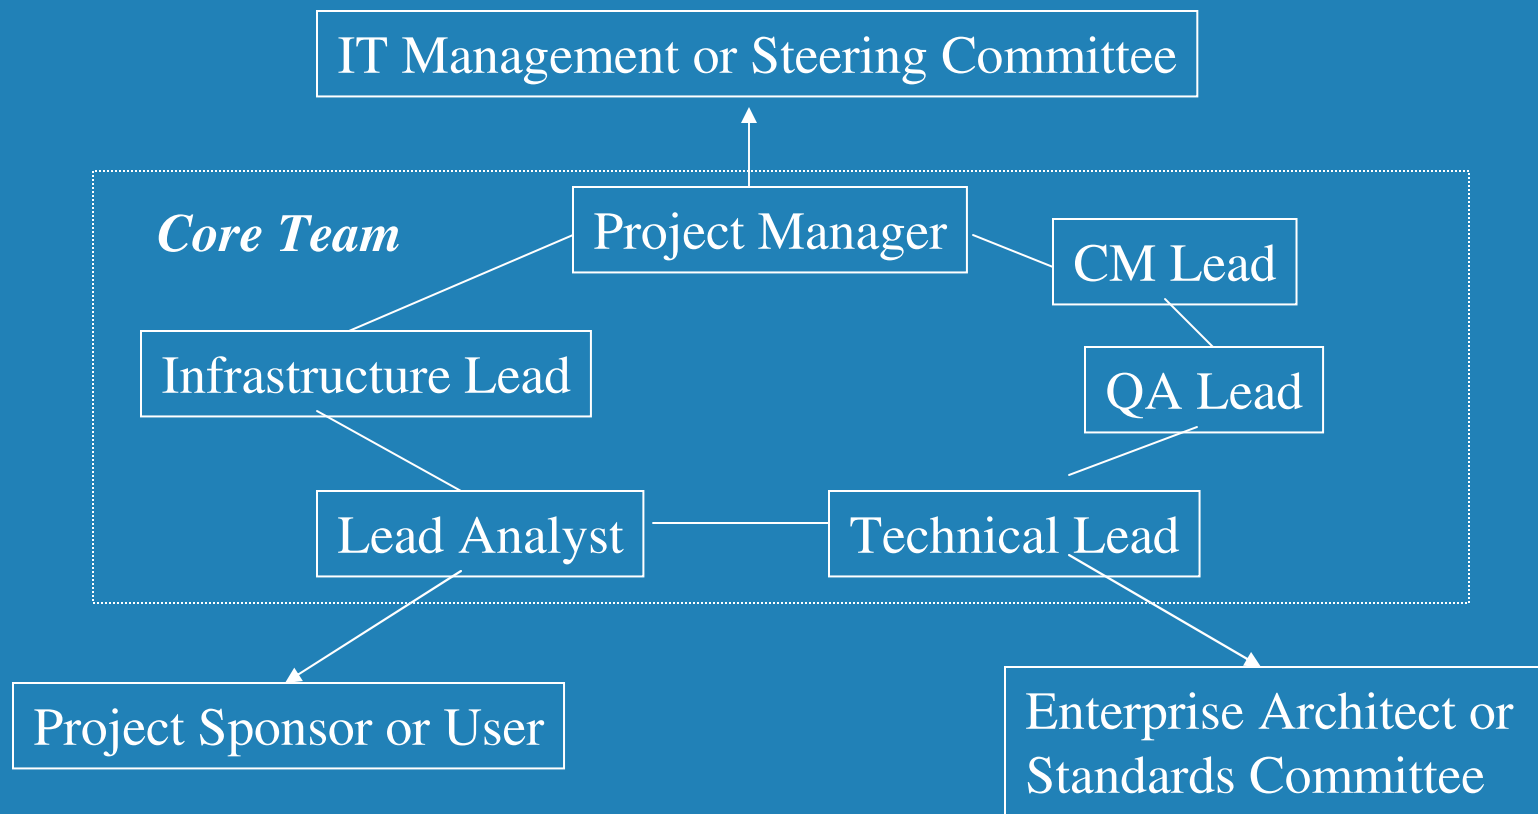 IT Management or Steering Committee
Core Team
Project Manager
CM Lead
Infrastructure Lead
QA Lead
Lead Analyst
Technical Lead
Project Sponsor or User
Enterprise Architect or
Standards Committee